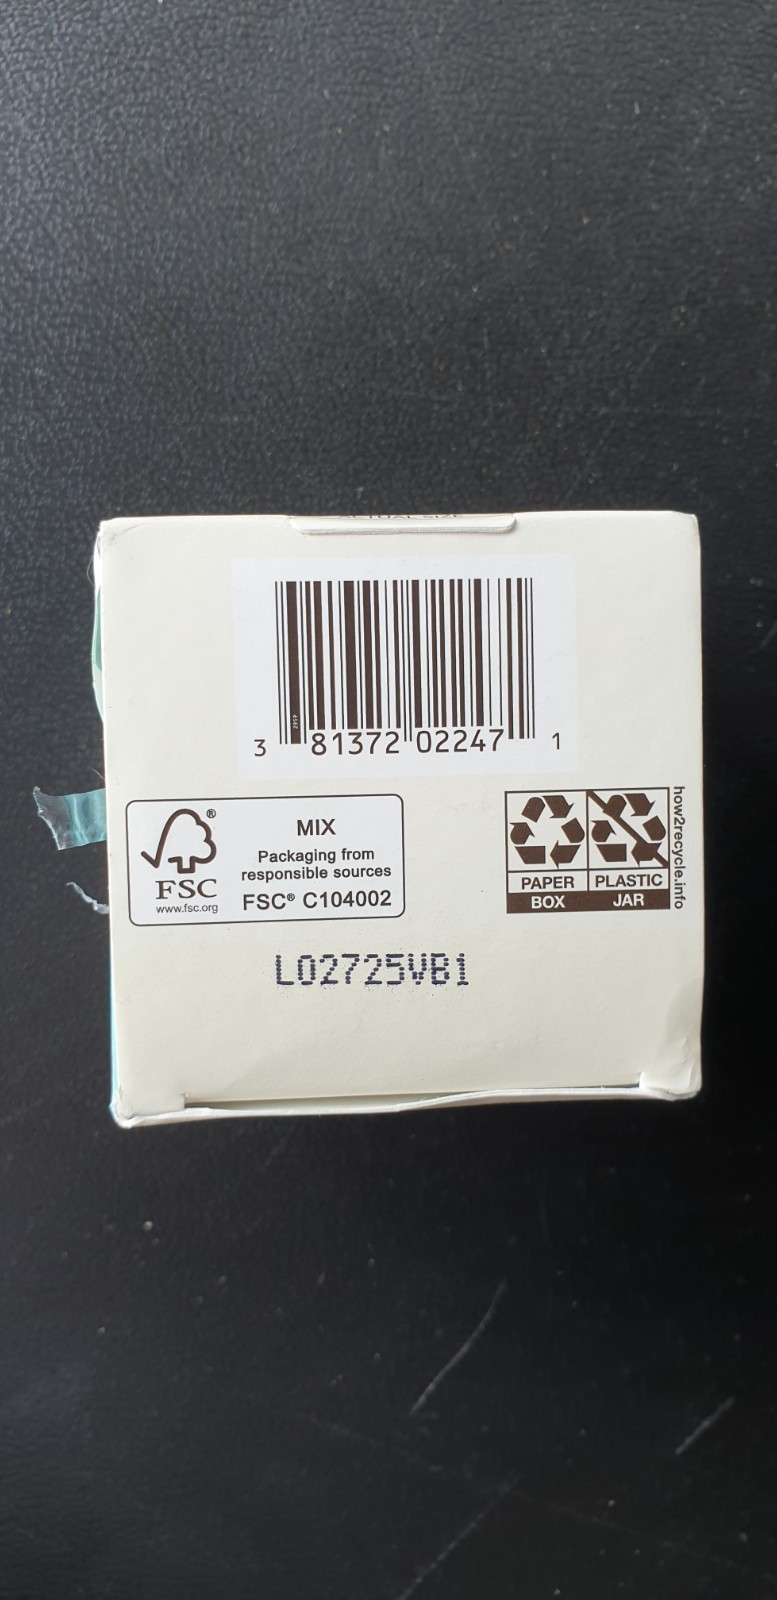 3 81372 02247 1
®
FSC
www.fsc.org
MIX
Packaging from
responsible sources
FSC® C104002
PAPER PLASTIC
BOX JAR
how2recycle.info
L02725VB1